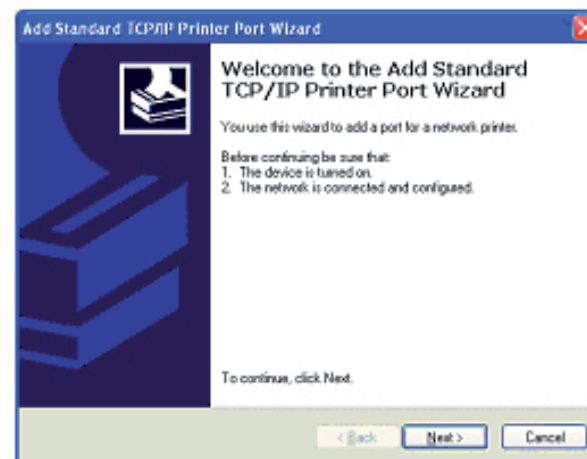 Add Standard TCP/IP Printer Port Wizard
Welcome to the Add Standard
TCP/IP Printer Port Wizard
You use this wizard to add a port for a network printer.
Before continuing be sure that:
1. The device is turned on.
2. The network is connected and configured.
To continue, click Next.
< Back Next > Cancel